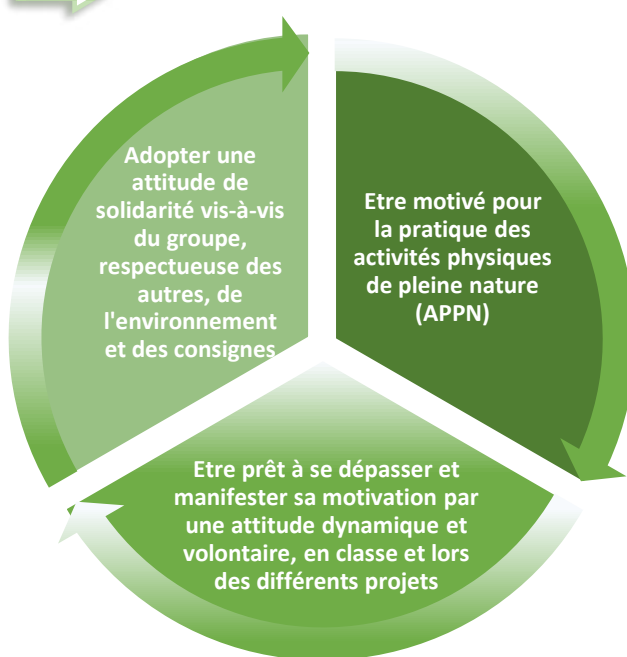 Adopter une
attitude de
solidarité vis-à-vis
du groupe,
respectueuse des
autres, de
l'environnement
et des consignes
Etre motivé pour
la pratique des
activités physiques
de pleine nature
(APPN)
Etre prêt à se dépasser et
manifester sa motivation par
une attitude dynamique et
volontaire, en classe et lors
des différents projets